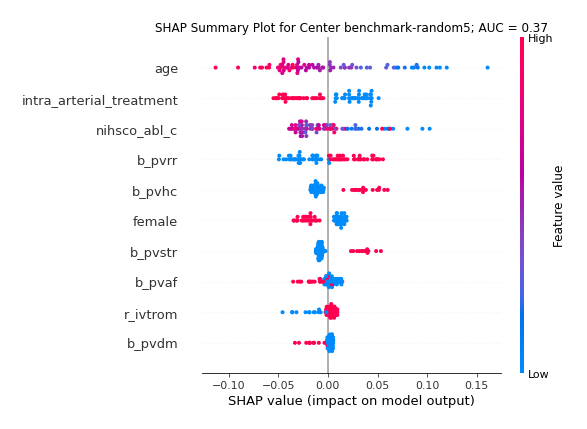 SHAP Summary Plot for Center benchmark-random5; AUC = 0.37
High
age
intra_arterial_treatment
nihsco_abl_c
b_pvrr
b_pvhc
female
b_pvstr
b_pvaf
r_ivtrom
b_pvdm
Feature value
Low
−0.10 −0.05 0.00 0.05 0.10 0.15
SHAP value (impact on model output)